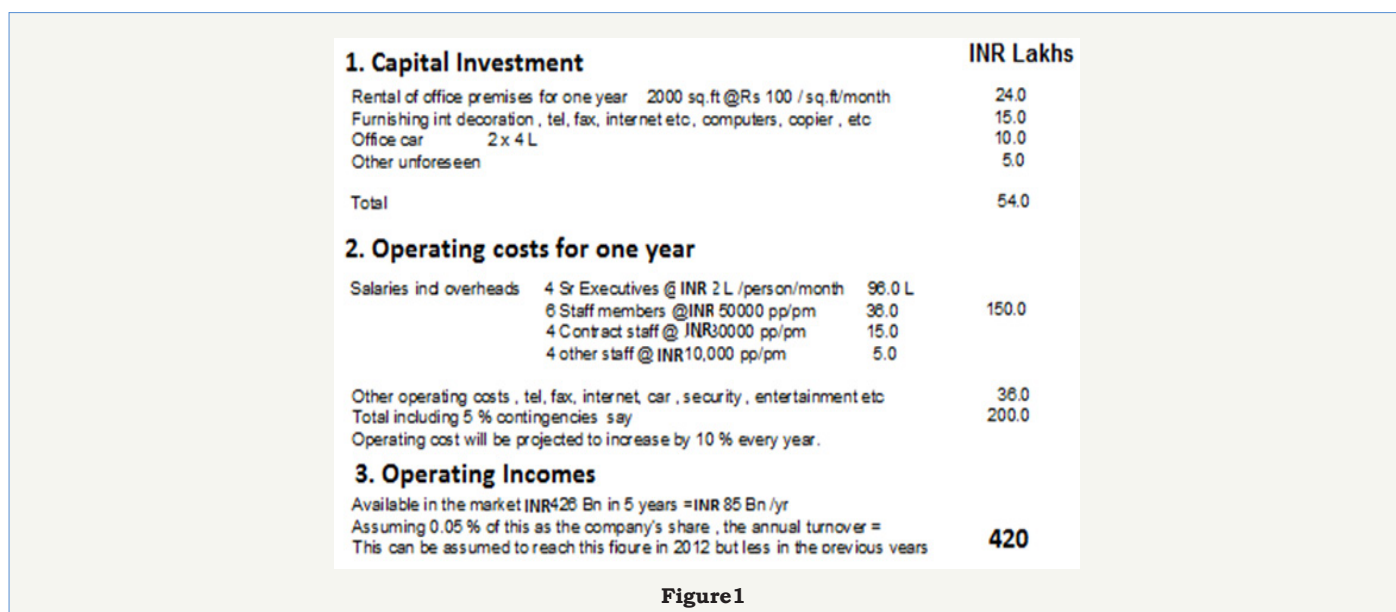 INR Lakhs
1. Capital Investment
Rental of office premises for one year 2000 sq.ft @Rs 100 / sq.ft/month 24.0
Furnishing int decoration , tel, fax, internet etc, computers, copier , etc 15.0
Office car 2 x 4 L 10.0
Other unforeseen 5.0
Total 54.0
2. Operating costs for one year
Salaries incl overheads 4 Sr Executives @ INR 2 L /person/month 96.0 L
6 Staff members @INR 50000 pp/pm 36.0 150.0
4 Contract staff @ INR30000 pp/pm 15.0
4 other staff @ INR10,000 pp/pm 5.0
Other operating costs , tel, fax, internet, car , security , entertainment etc 36.0
Total including 5 % contingencies say 200.0
Operating cost will be projected to increase by 10 % every year.
3. Operating Incomes
Available in the market INR426 Bn in 5 years =INR 85 Bn /yr
Assuming 0.05 % of this as the company's share , the annual turnover =
This can be assumed to reach this figure in 2012 but less in the previous years 420
Figure1